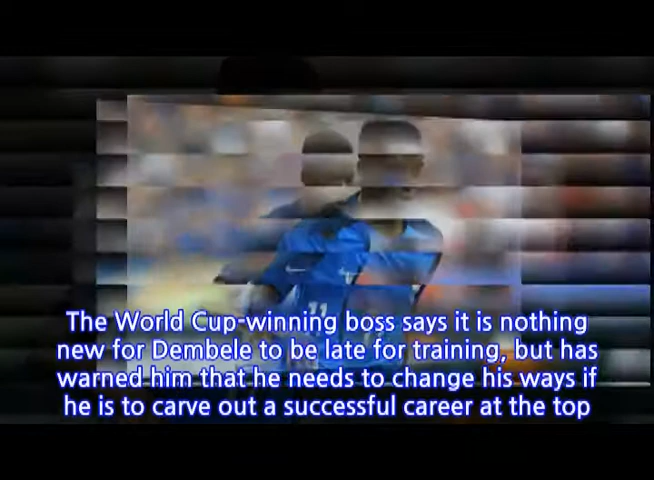 11
The World Cup-winning boss says it is nothing
new for Dembele to be late for training, but has
warned him that he needs to change his ways if
he is to carve out a successful career at the top